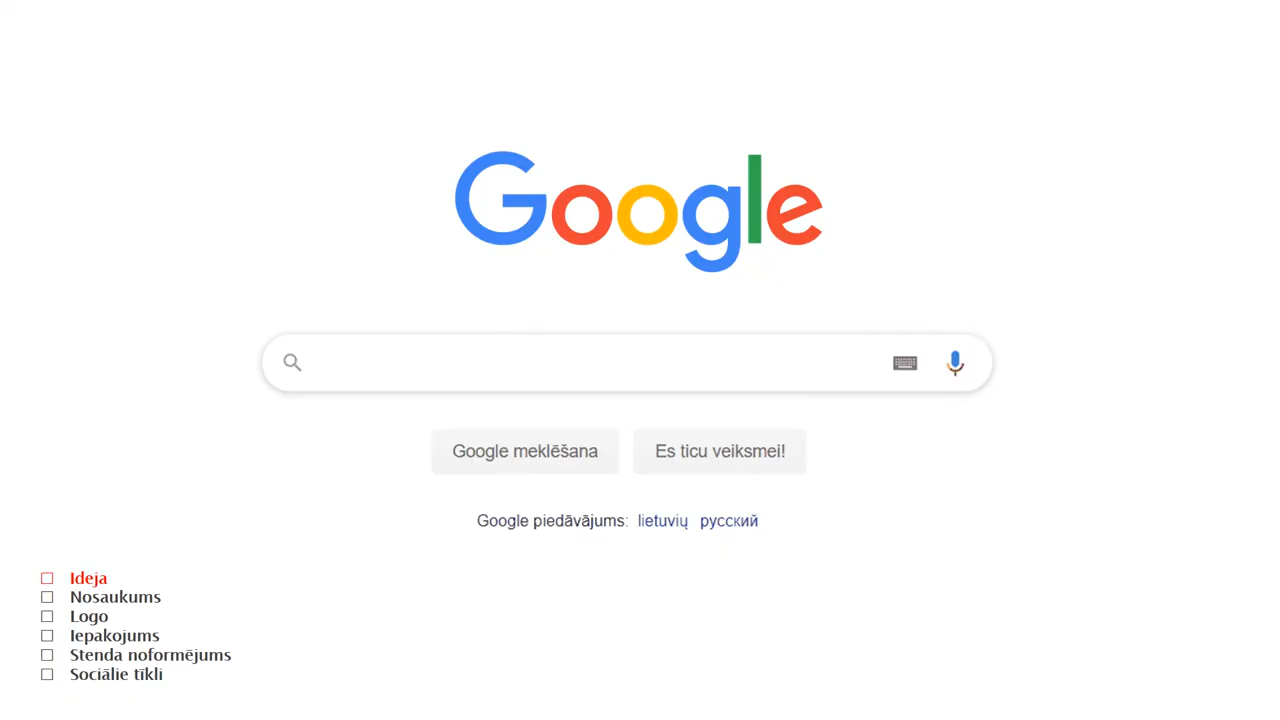 Google
Google meklēšana
Es ticu veiksmei!
Google piedāvājums: lietuvių русский
Ideja
Nosaukums
Logo
Iepakojums
Stenda noformējums
Sociālie tīkli